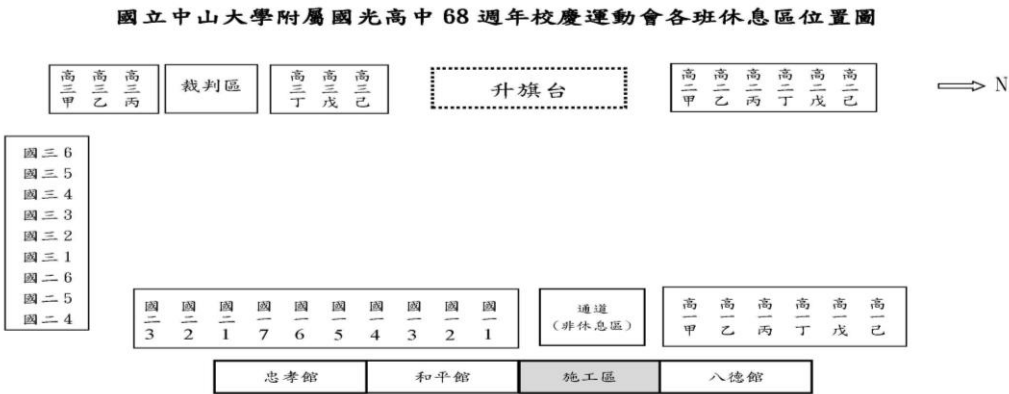 國立中山大學附屬國光高中 68 週年校慶運動會各班休息區位置圖
高三甲 高三乙 高三丙
裁判區
高三丁 高三戊 高三己
升旗台
高二甲 高二乙 高二丙 高二丁 高二戊 高二己
N
國三6
國三5
國三4
國三3
國三2
國三1
國二6
國二5
國二4
國二3 國二2 國二1 國一7 國一6 國一5 國一4 國一3 國一2 國一1
通道
(非休息區)
高一甲 高一乙 高一丙 高一丁 高一戊 高一己
忠孝館
和平館
施工區
八德館